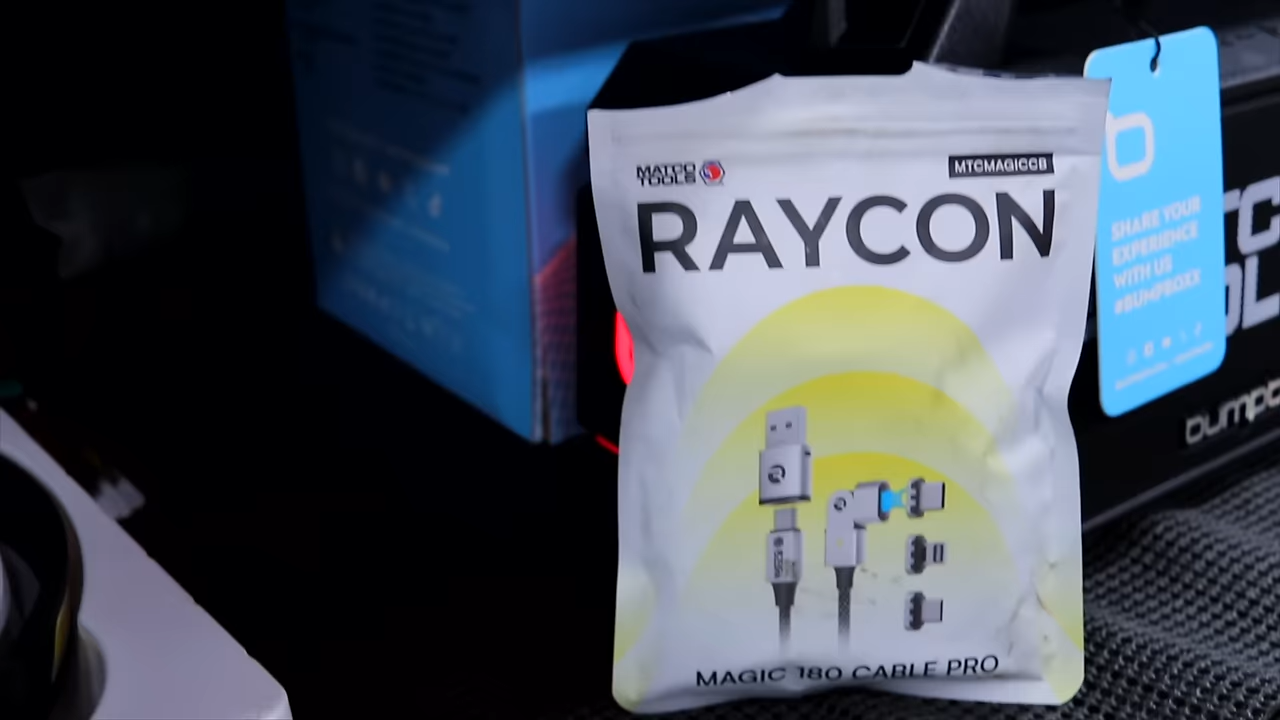 MATCO
TOOLS
MTCMAGICCB
RAYCON
MAGIC 180 CABLE PRO
b
SHARE YOUR
EXPERIENCE
WITH US
#BUMPBOXX
bumpb